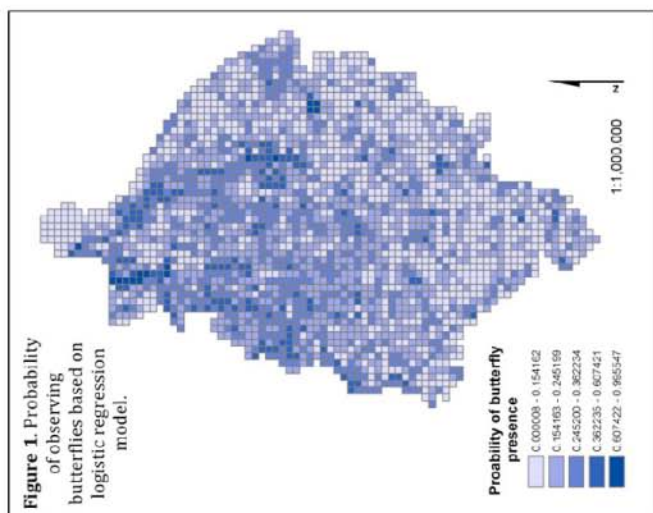 Figure 1. Probability
of observing
butterflies based on
logistic regression
model.
Proability of butterfly
presence
0.000008 - 0.154162
0.154163 - 0.245199
0.245200 - 0.362234
0.362235 - 0.607421
0.607422 - 0.965547
1:1,000,000
z